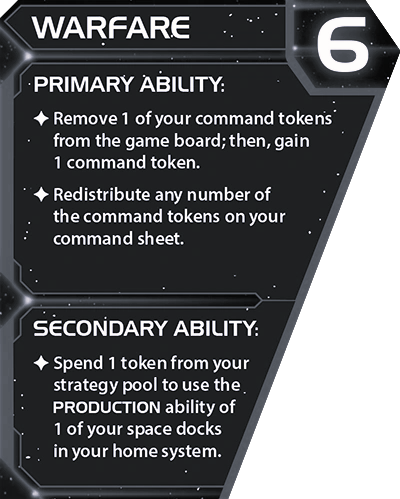 WARFARE
6
PRIMARY ABILITY:
Remove 1 of your command tokens
from the game board; then, gain
1 command token.
Redistribute any number of
the command tokens on your
command sheet.
SECONDARY ABILITY:
Spend 1 token from your
strategy pool to use the
PRODUCTION ability of
1 of your space docks
in your home system.